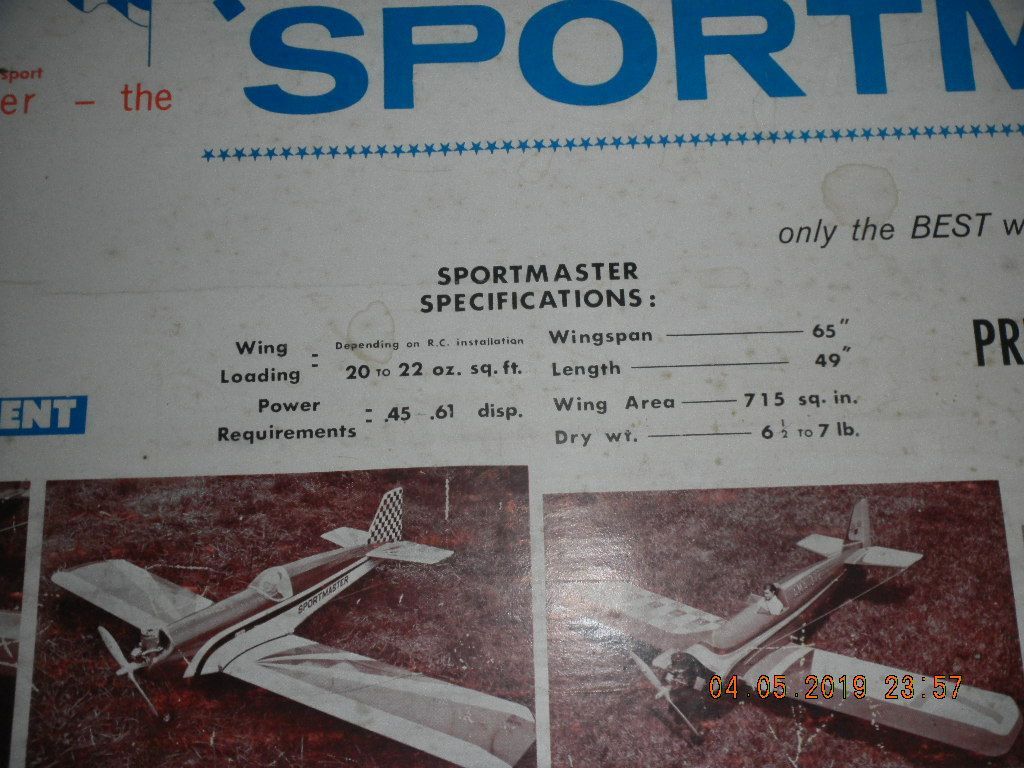 SPORTM
sport
er – the
only the BEST w
SPORTMASTER
SPECIFICATIONS:
Wing Loading : Depending on R.C. installation
20 TO 22 oz. sq. ft.
Power Requirements : .45 - .61 disp.
Wingspan 65"
Length 49"
Wing Area 715 sq. in.
Dry wt. 6 1/2 TO 7 lb.
PR
ENT
SPORTMASTER
04.05.2019 23:57